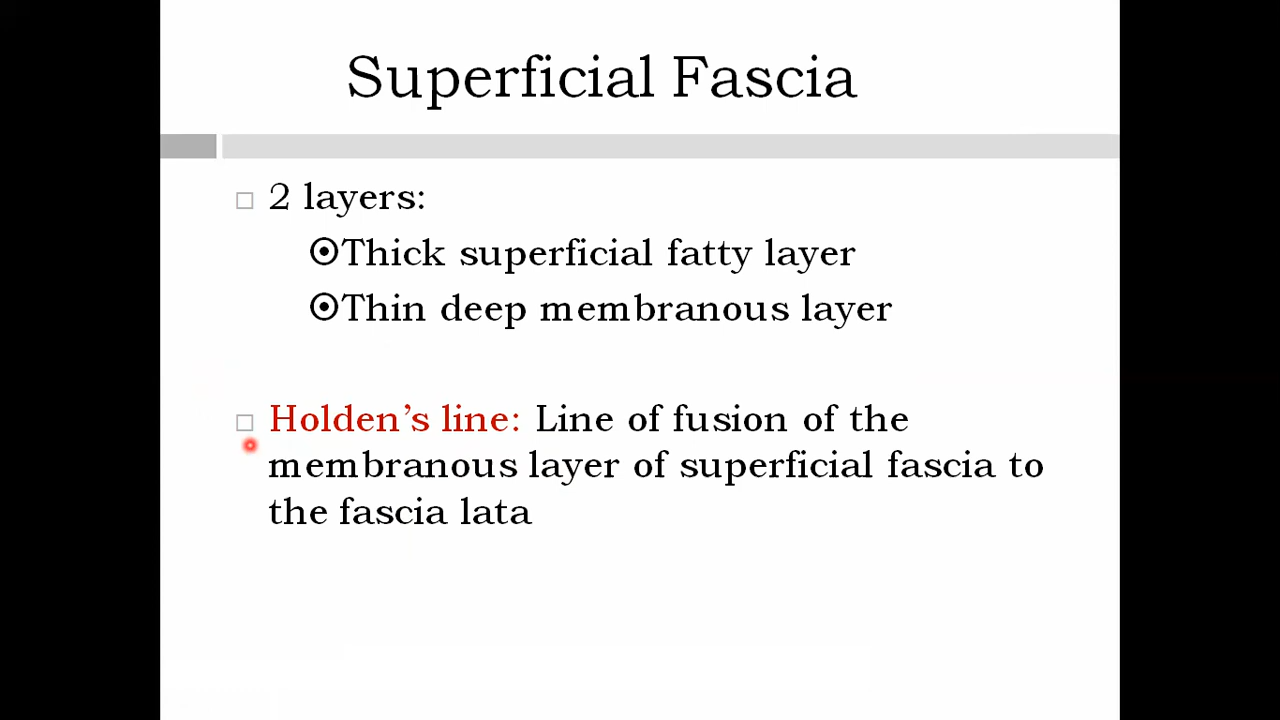 Superficial Fascia
2 layers:
Thick superficial fatty layer
Thin deep membranous layer
Holden’s line: Line of fusion of the
membranous layer of superficial fascia to
the fascia lata